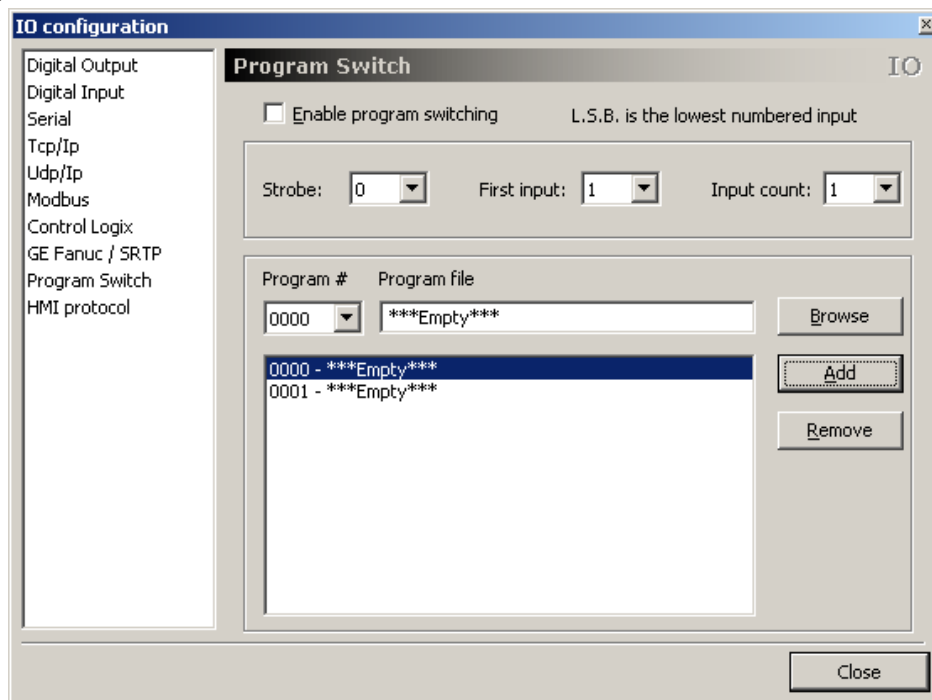 IO configuration
Digital Output
Digital Input
Serial
Tcp/Ip
Udp/Ip
Modbus
Control Logix
GE Fanuc / SRTP
Program Switch
HMI protocol
Program Switch
IO
Enable program switching
L.S.B. is the lowest numbered input
Strobe: 0 First input: 1 Input count: 1
Program # Program file
0000 ***Empty*** Browse
0000 - ***Empty***
0001 - ***Empty***
Add
Remove
Close